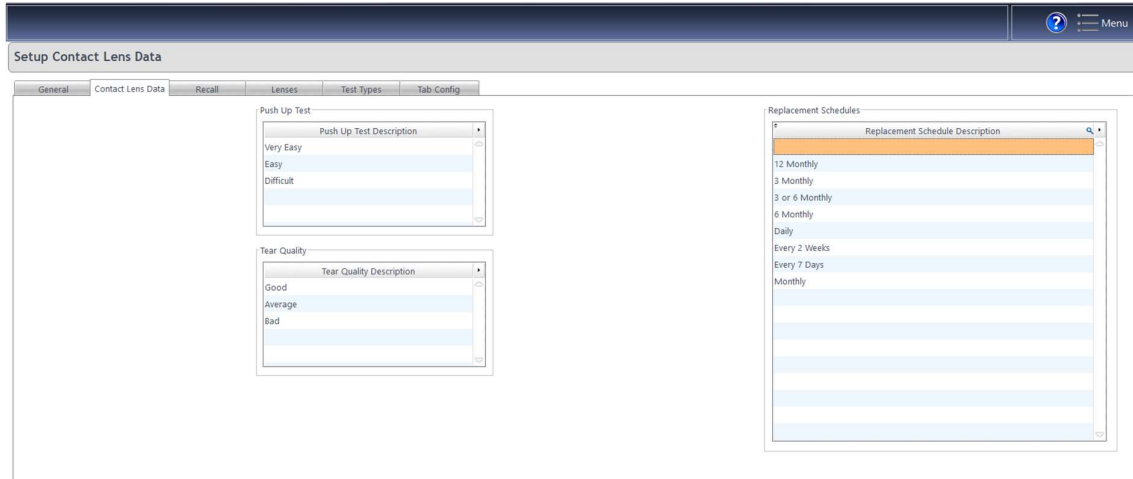 Menu
Setup Contact Lens Data
General Contact Lens Data Recall Lenses Test Types Tab Config
Push Up Test
Push Up Test Description
Very Easy
Easy
Difficult
Tear Quality
Tear Quality Description
Good
Average
Bad
Replacement Schedules
Replacement Schedule Description
12 Monthly
3 Monthly
3 or 6 Monthly
6 Monthly
Daily
Every 2 Weeks
Every 7 Days
Monthly